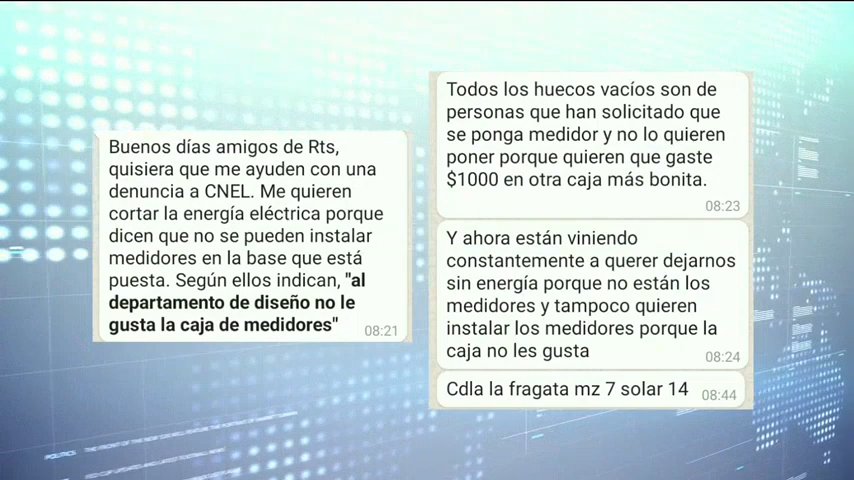 Buenos días amigos de Rts,
quisiera que me ayuden con una
denuncia a CNEL. Me quieren
cortar la energía eléctrica porque
dicen que no se pueden instalar
medidores en la base que está
puesta. Según ellos indican, "al
departamento de diseño no le
gusta la caja de medidores"
08:21
Todos los huecos vacíos son de
personas que han solicitado que
se ponga medidor y no lo quieren
poner porque quieren que gaste
$1000 en otra caja más bonita.
08:23
Y ahora están viniendo
constantemente a querer dejarnos
sin energía porque no están los
medidores y tampoco quieren
instalar los medidores porque la
caja no les gusta
08:24
Cdla la fragata mz 7 solar 14
08:44